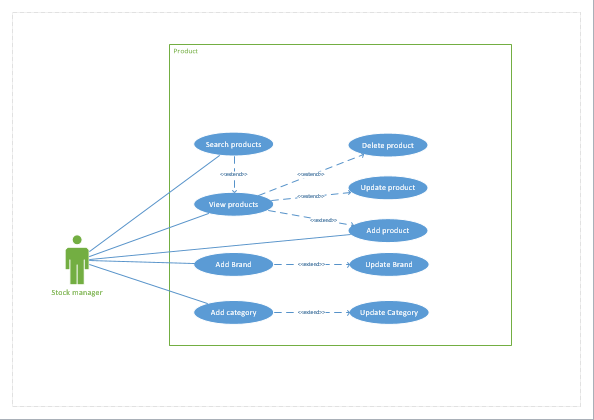 Product
Search products
Delete product
<<extend>>
<<extend>>
Update product
<<extend>>
View products
<<extend>>
Add product
Add Brand
<<extend>>
Update Brand
Stock manager
Add category
<<extend>>
Update Category